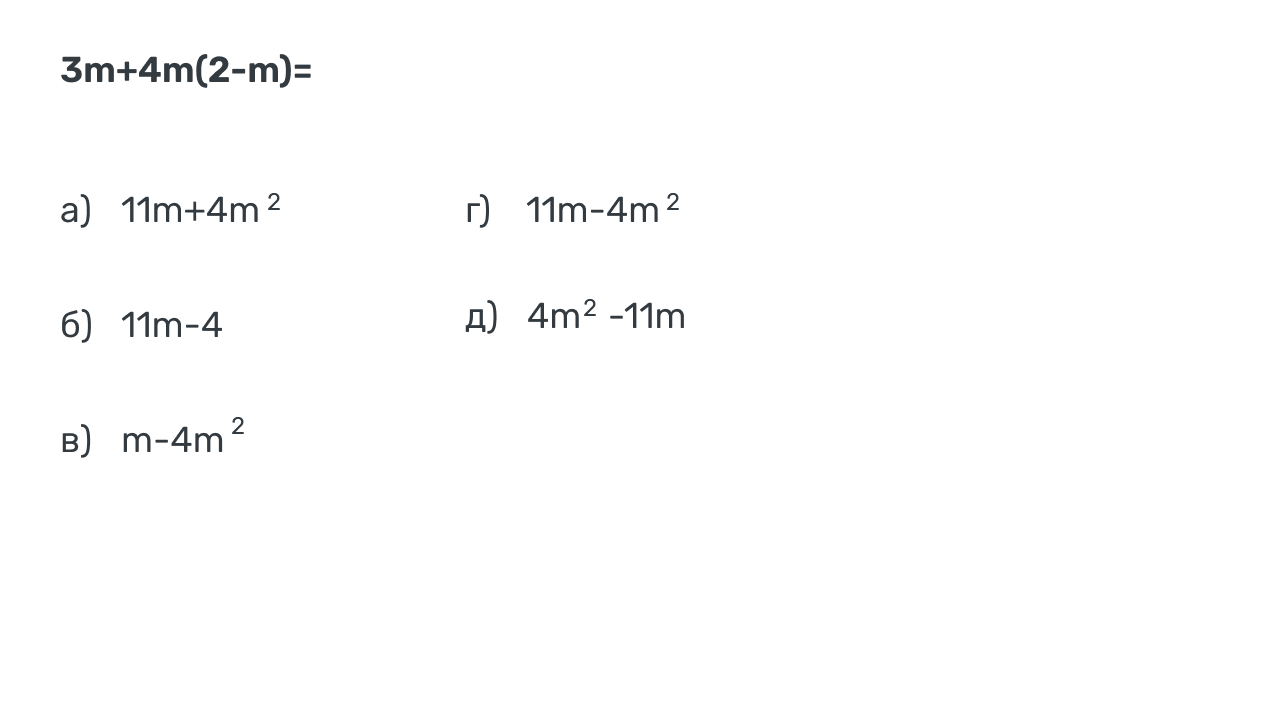 3m+4m(2-m)=
а) 11m+4m ²
б) 11m-4
в) m-4m ²
г) 11m-4m ²
д) 4m² -11m